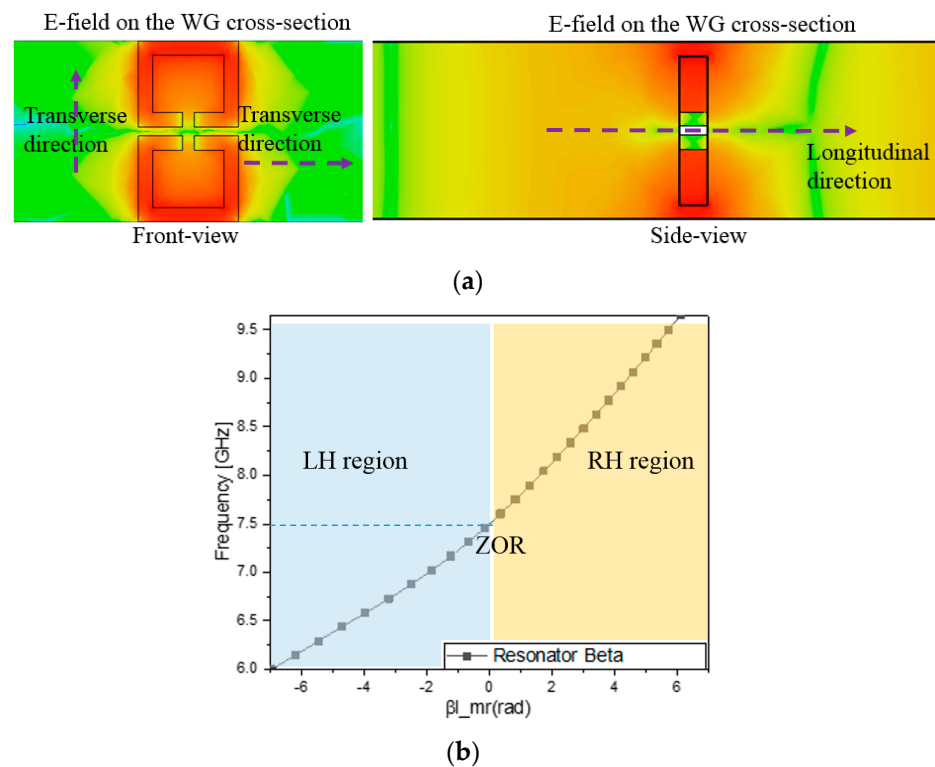 E-field on the WG cross-section
E-field on the WG cross-section
Transverse
direction
Transverse
direction
Longitudinal
direction
Front-view
Side-view
(a)
9.5
9.0
8.5
8.0
7.5
7.0
6.5
6.0
Frequency [GHz]
LH region
RH region
ZOR
Resonator Beta
-6
-4
-2
0
2
4
6
βl_mr(rad)
(b)